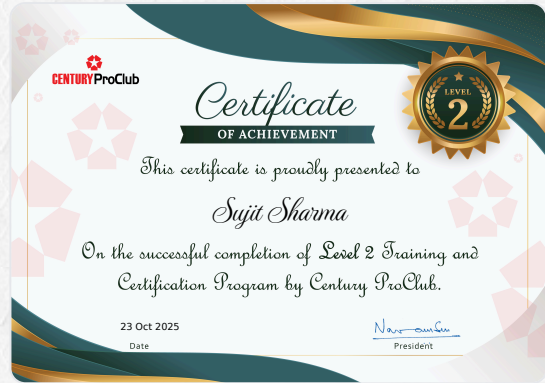 CENTURY ProClub
Certificate
OF ACHIEVEMENT
LEVEL
2
This certificate is proudly presented to
Sujit Sharma
On the successful completion of Level 2 Training and
Certification Program by Century ProClub.
23 Oct 2025
Date
President